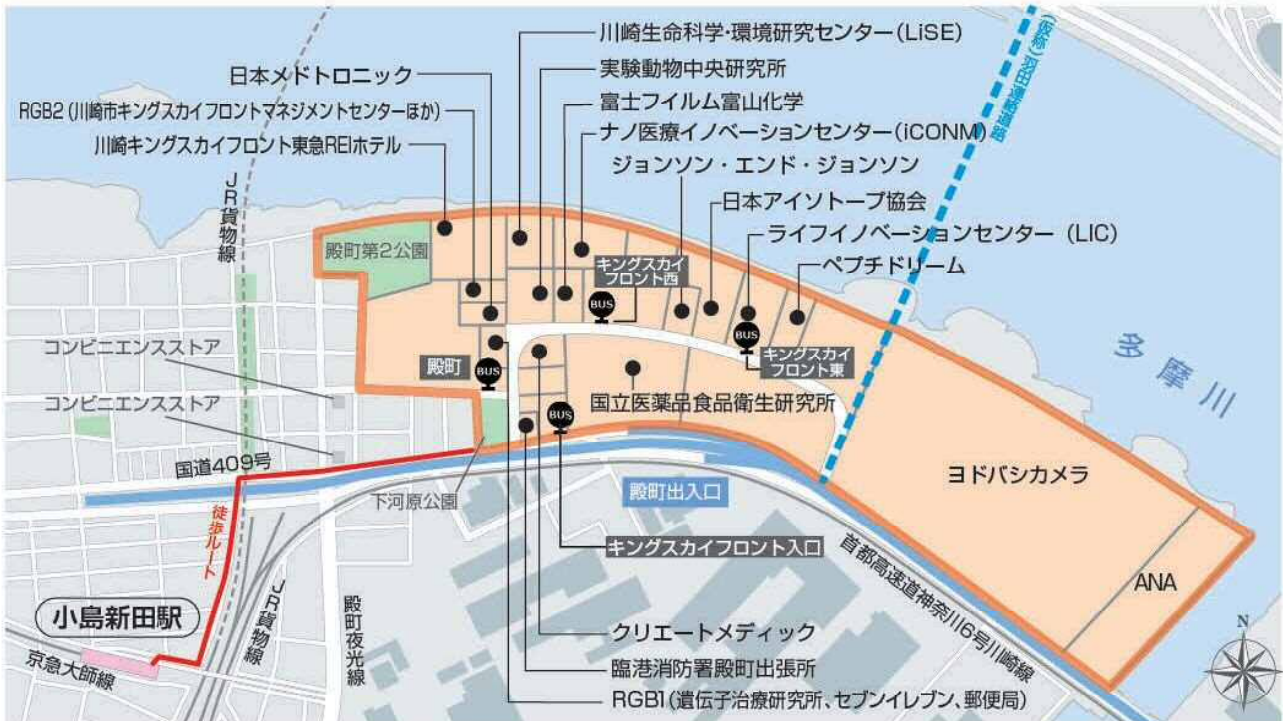 川崎生命科学・環境研究センター(LiSE)
日本メドトロニック
実験動物中央研究所
RGB2 (川崎市キングスカイフロントマネジメントセンターほか)
富士フイルム富山化学
川崎キングスカイフロント東急REIホテル
ナノ医療イノベーションセンター(iCONM)
ジョンソン・エンド・ジョンソン
日本アイソトープ協会
ライフイノベーションセンター (LIC)
ペプチドリーム
(仮称)羽田連絡道路
JR貨物線
殿町第2公園
キングスカイ
フロント西
BUS
BUS
キングスカイ
フロント東
多摩川
コンビニエンスストア
殿町
BUS
コンビニエンスストア
国立医薬品食品衛生研究所
BUS
国道409号
ヨドバシカメラ
下河原公園
殿町出入口
徒歩ルート
キングスカイフロント入口
首都高速道神奈川6号川崎線
ANA
小島新田駅
JR貨物線
殿町夜光線
京急大師線
クリエートメディック
臨港消防署殿町出張所
RGB1(遺伝子治療研究所、セブンイレブン、郵便局)
N